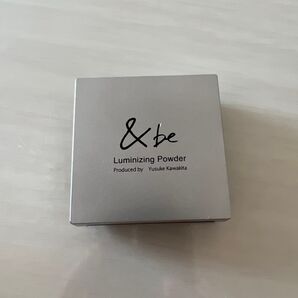 &be
Luminizing Powder
Produced by Yusuke Kawakita